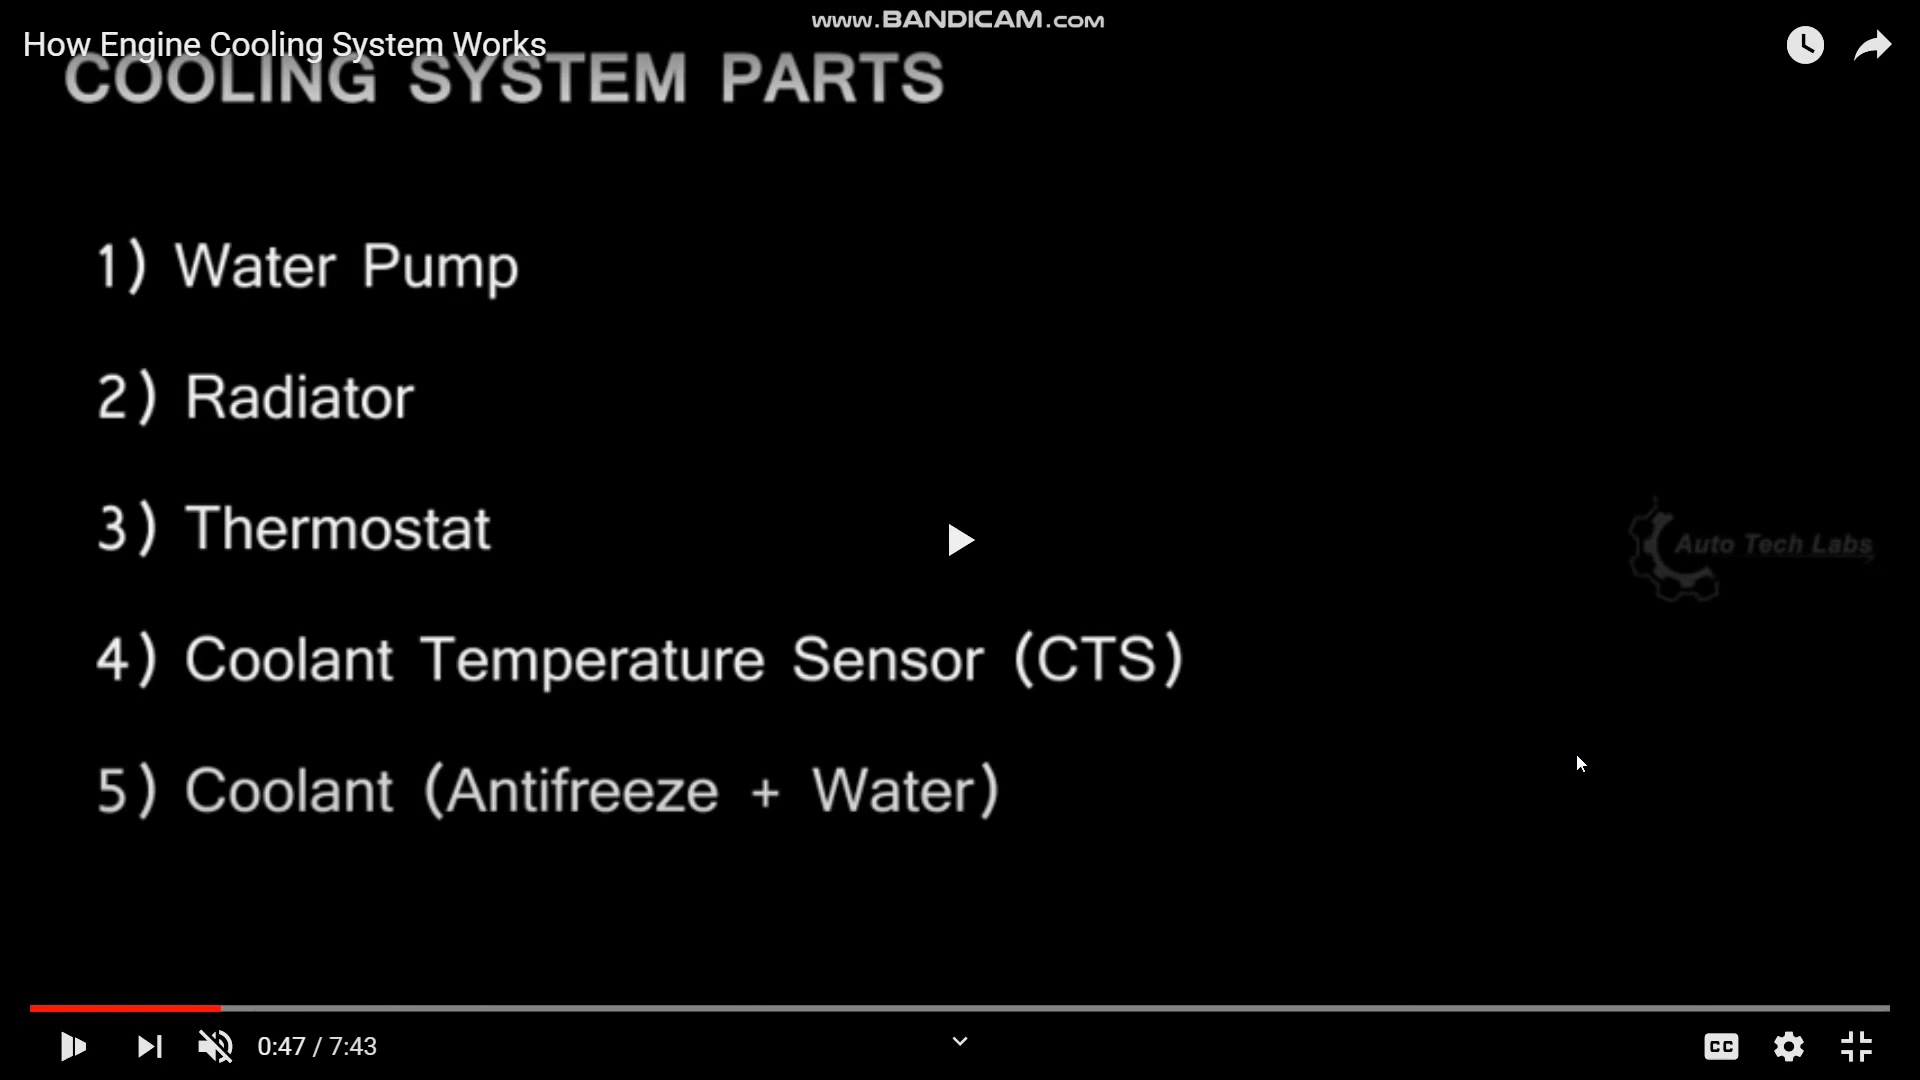 www.BANDICAM.com
How Engine Cooling System Works
COOLING SYSTEM PARTS
1) Water Pump
2) Radiator
3) Thermostat
Auto Tech Labs
4) Coolant Temperature Sensor (CTS)
5) Coolant (Antifreeze + Water)
0:47 / 7:43
CC